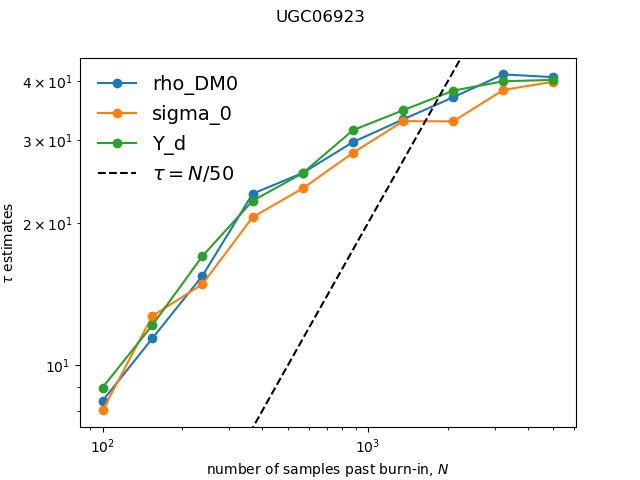 UGC06923
rho_DM0
sigma_0
Y_d
τ = N/50
4 × 10¹
3 × 10¹
2 × 10¹
10¹
τ estimates
10² 10³
number of samples past burn-in, N